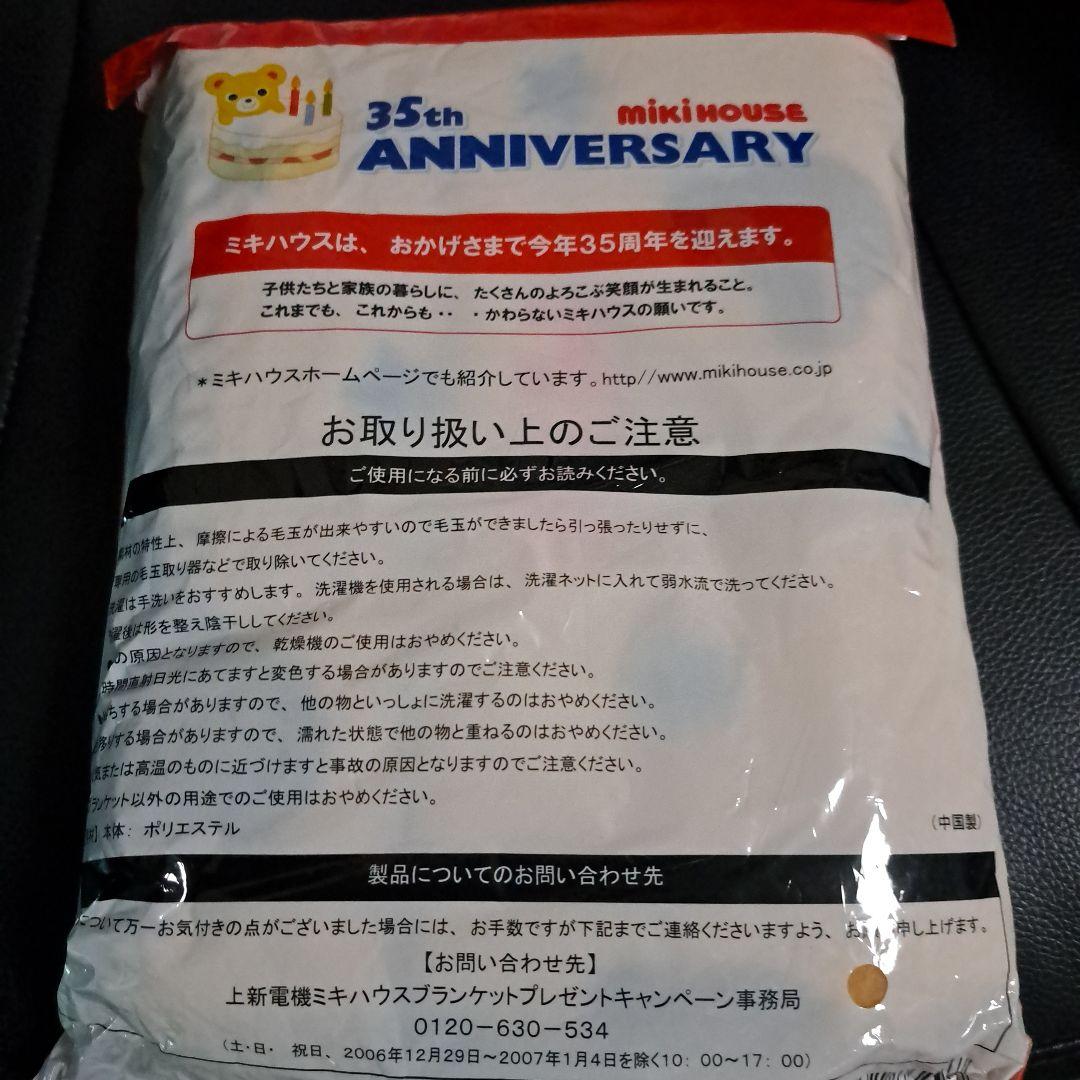 35th
miki HOUSE
ANNIVERSARY
ミキハウスは、おかげさまで今年35周年を迎えます。
子供たちと家族の暮らしに、たくさんのよろこぶ笑顔が生まれること。
これまでも、これからも・・ ・かわらないミキハウスの願いです。
*ミキハウスホームページでも紹介しています。http//www.mikihouse.co.jp
お取り扱い上のご注意
ご使用になる前に必ずお読みください。
の特性上、摩擦による毛玉が出来やすいので毛玉ができましたら引っ張ったりせずに、
専用の毛玉取り器などで取り除いてください。
洗濯は手洗いをおすすめします。洗濯機を使用される場合は、洗濯ネットに入れて弱水流で洗ってください。
後は形を整え陰干ししてください。
の原因となりますので、乾燥機のご使用はおやめください。
時間直射日光にあてますと変色する場合がありますのでご注意ください。
ちする場合がありますので、他の物といっしょに洗濯するのはおやめください。
移りする場合がありますので、濡れた状態で他の物と重ねるのはおやめください。
気または高温のものに近づけますと事故の原因となりますのでご注意ください。
ブランケット以外の用途でのご使用はおやめください。
】本体: ポリエステル
(中国製)
製品についてのお問い合わせ先
について万一お気付きの点がございました場合には、お手数ですが下記までご連絡くださいますよう、お 申し上げます。
【お問い合わせ先】
上新電機ミキハウスブランケットプレゼントキャンペーン事務局
0120-630-534
(土・日・ 祝日、2006年12月29日〜2007年1月4日を除く10:00〜17:00)